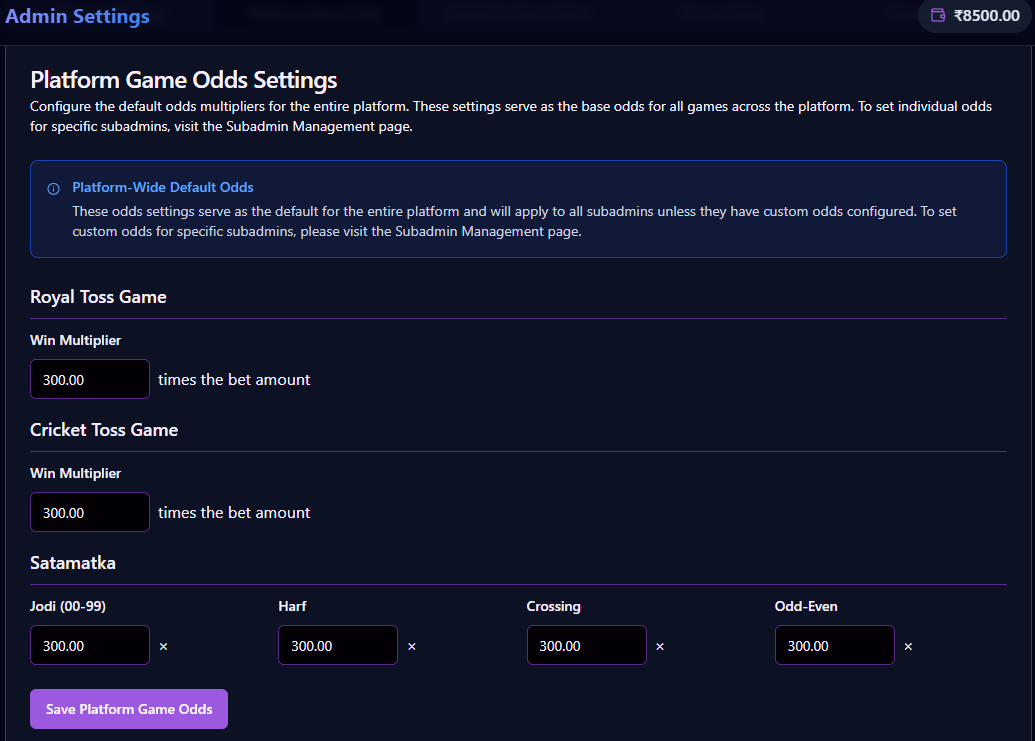 Admin Settings
₹8500.00
Platform Game Odds Settings
Configure the default odds multipliers for the entire platform. These settings serve as the base odds for all games across the platform. To set individual odds
for specific subadmins, visit the Subadmin Management page.
Platform-Wide Default Odds
These odds settings serve as the default for the entire platform and will apply to all subadmins unless they have custom odds configured. To set
custom odds for specific subadmins, please visit the Subadmin Management page.
Royal Toss Game
Win Multiplier
300.00 times the bet amount
Cricket Toss Game
Win Multiplier
300.00 times the bet amount
Satamatka
Jodi (00-99) Harf Crossing Odd-Even
300.00 × 300.00 × 300.00 × 300.00 ×
Save Platform Game Odds